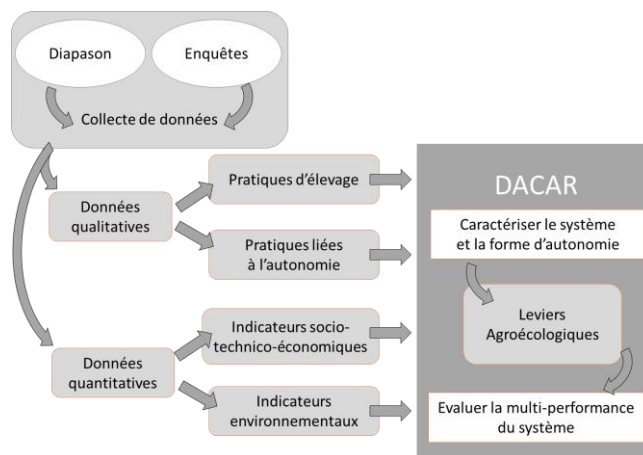 Diapason
Enquêtes
Collecte de données
Données
qualitatives
Pratiques d'élevage
Pratiques liées
à l'autonomie
Données
quantitatives
Indicateurs socio-
technico-économiques
Indicateurs
environnementaux
DACAR
Caractériser le système
et la forme d'autonomie
Leviers
Agroécologiques
Evaluer la multi-performance
du système